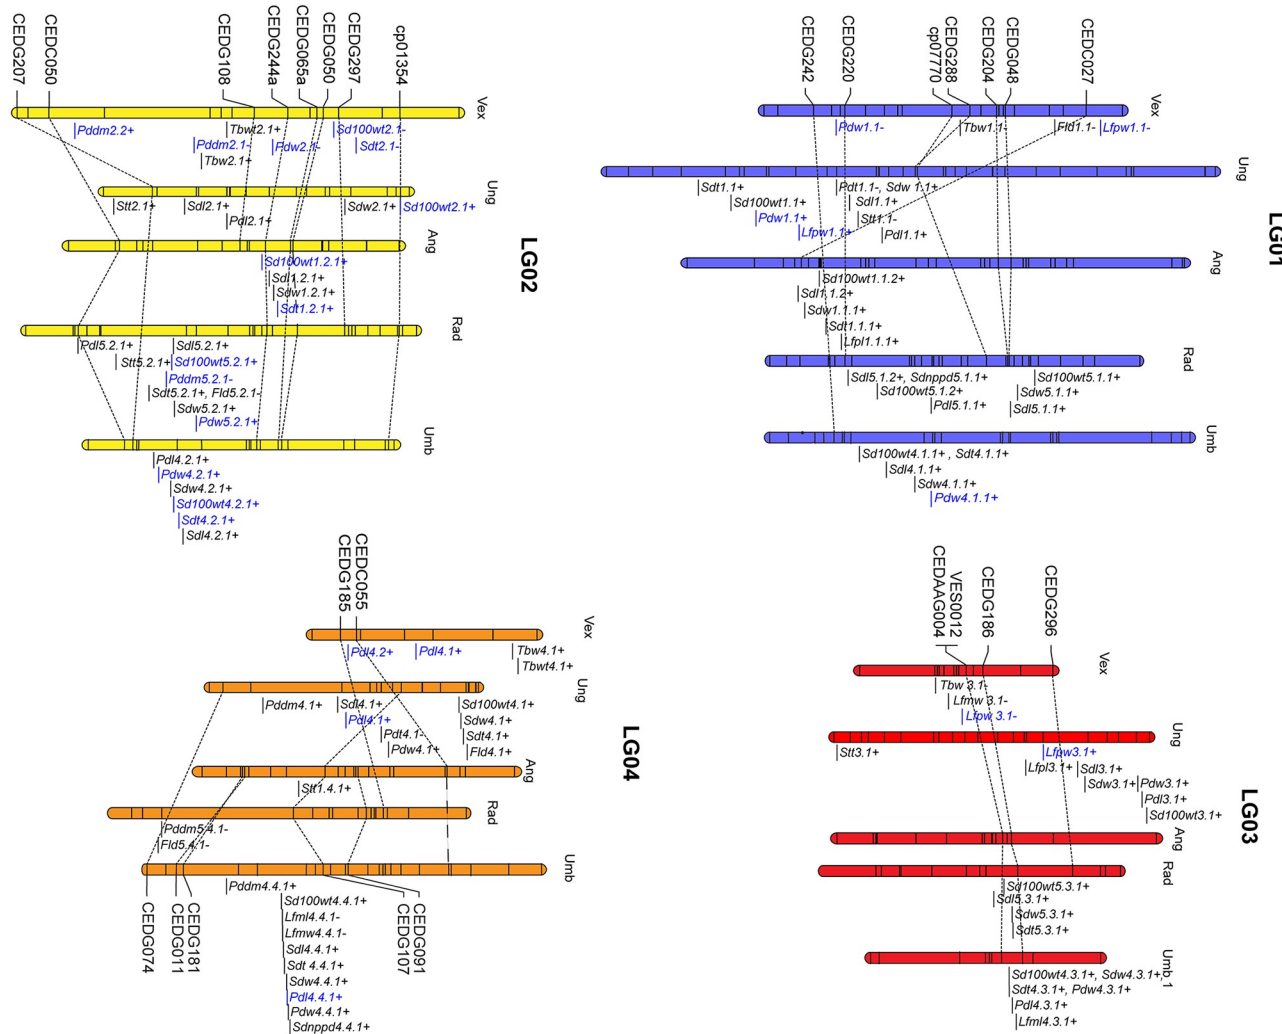 CEDG207
CEDC050
CEDG108
CEDG244a
CEDG065a
CEDG050
CEDG297
cp01354
Vex
Pddm2.2+
Tbwt2.1+
Sd100wt2.1-
Pddm2.1-
Pdw2.1-
Sdt2.1-
Tbw2.1+
Ung
Stt2.1+
Sdl2.1+
Sdw2.1+
Sd100wt2.1+
Pdl2.1+
Ang
Sd100wt1.2.1+
Sdl1.2.1+
Sdw1.2.1+
Sdt1.2.1+
Rad
Pdl5.2.1+
Sdl5.2.1+
Stt5.2.1+
Sd100wt5.2.1+
Pddm5.2.1-
Sdt5.2.1+, Fld5.2.1-
Sdw5.2.1+
Pdw5.2.1+
Umb
Pdl4.2.1+
Pdw4.2.1+
Sdw4.2.1+
Sd100wt4.2.1+
Sdt4.2.1+
Sdl4.2.1+
LG02
CEDG242
CEDG220
cp07770
CEDG288
CEDG204
CEDG048
CEDC027
Vex
Pdw1.1-
Tbw1.1-
Fld1.1-
Lfpw1.1-
Ung
Sdt1.1+
Pdt1.1-, Sdw 1.1+
Sd100wt1.1+
Sdl1.1+
Pdw1.1+
Stt1.1-
Lfpw1.1+
Pdl1.1+
Ang
Sd100wt1.1.2+
Sdl1.1.2+
Sdw1.1.1+
Sdt1.1.1+
Lfpl1.1.1+
Rad
Sdl5.1.2+, Sdnppd5.1.1+
Sd100wt5.1.1+
Sd100wt5.1.2+
Sdw5.1.1+
Pdl5.1.1+
Sdl5.1.1+
Umb
Sd100wt4.1.1+ , Sdt4.1.1+
Sdl4.1.1+
Sdw4.1.1+
Pdw4.1.1+
LG01
CEDG185
CEDC055
Vex
Pdl4.2+
Pdl4.1+
Tbw4.1+
Tbwt4.1+
Ung
Pddm4.1+
Sdl4.1+
Sd100wt4.1+
Pdl4.1+
Sdw4.1+
Pdt4.1-
Sdt4.1+
Pdw4.1+
Fld4.1+
Ang
Stt1.4.1+
Rad
Pddm5.4.1-
Fld5.4.1-
Umb
Pddm4.4.1+
Sd100wt4.4.1+
Lfml4.4.1-
Lfmw4.4.1-
Sdl4.4.1+
Sdt 4.4.1+
Sdw4.4.1+
Pdl4.4.1+
Pdw4.4.1+
Sdnppd4.4.1+
CEDG074
CEDG011
CEDG181
CEDG107
CEDG091
LG04
CEDAAG004
VES0012
CEDG186
CEDG296
Vex
Tbw 3.1-
Lfmw 3.1-
Lfpw 3.1-
Ung
Stt3.1+
Lfpw3.1+
Lfpl3.1+
Sdl3.1+
Sdw3.1+
Pdw3.1+
Pdl3.1+
Sd100wt3.1+
Ang
Rad
Sd100wt5.3.1+
Sdl5.3.1+
Sdw5.3.1+
Sdt5.3.1+
Umb 1
Sd100wt4.3.1+, Sdw4.3.1+,
Sdt4.3.1+, Pdw4.3.1+
Pdl4.3.1+
Lfml4.3.1+
LG03